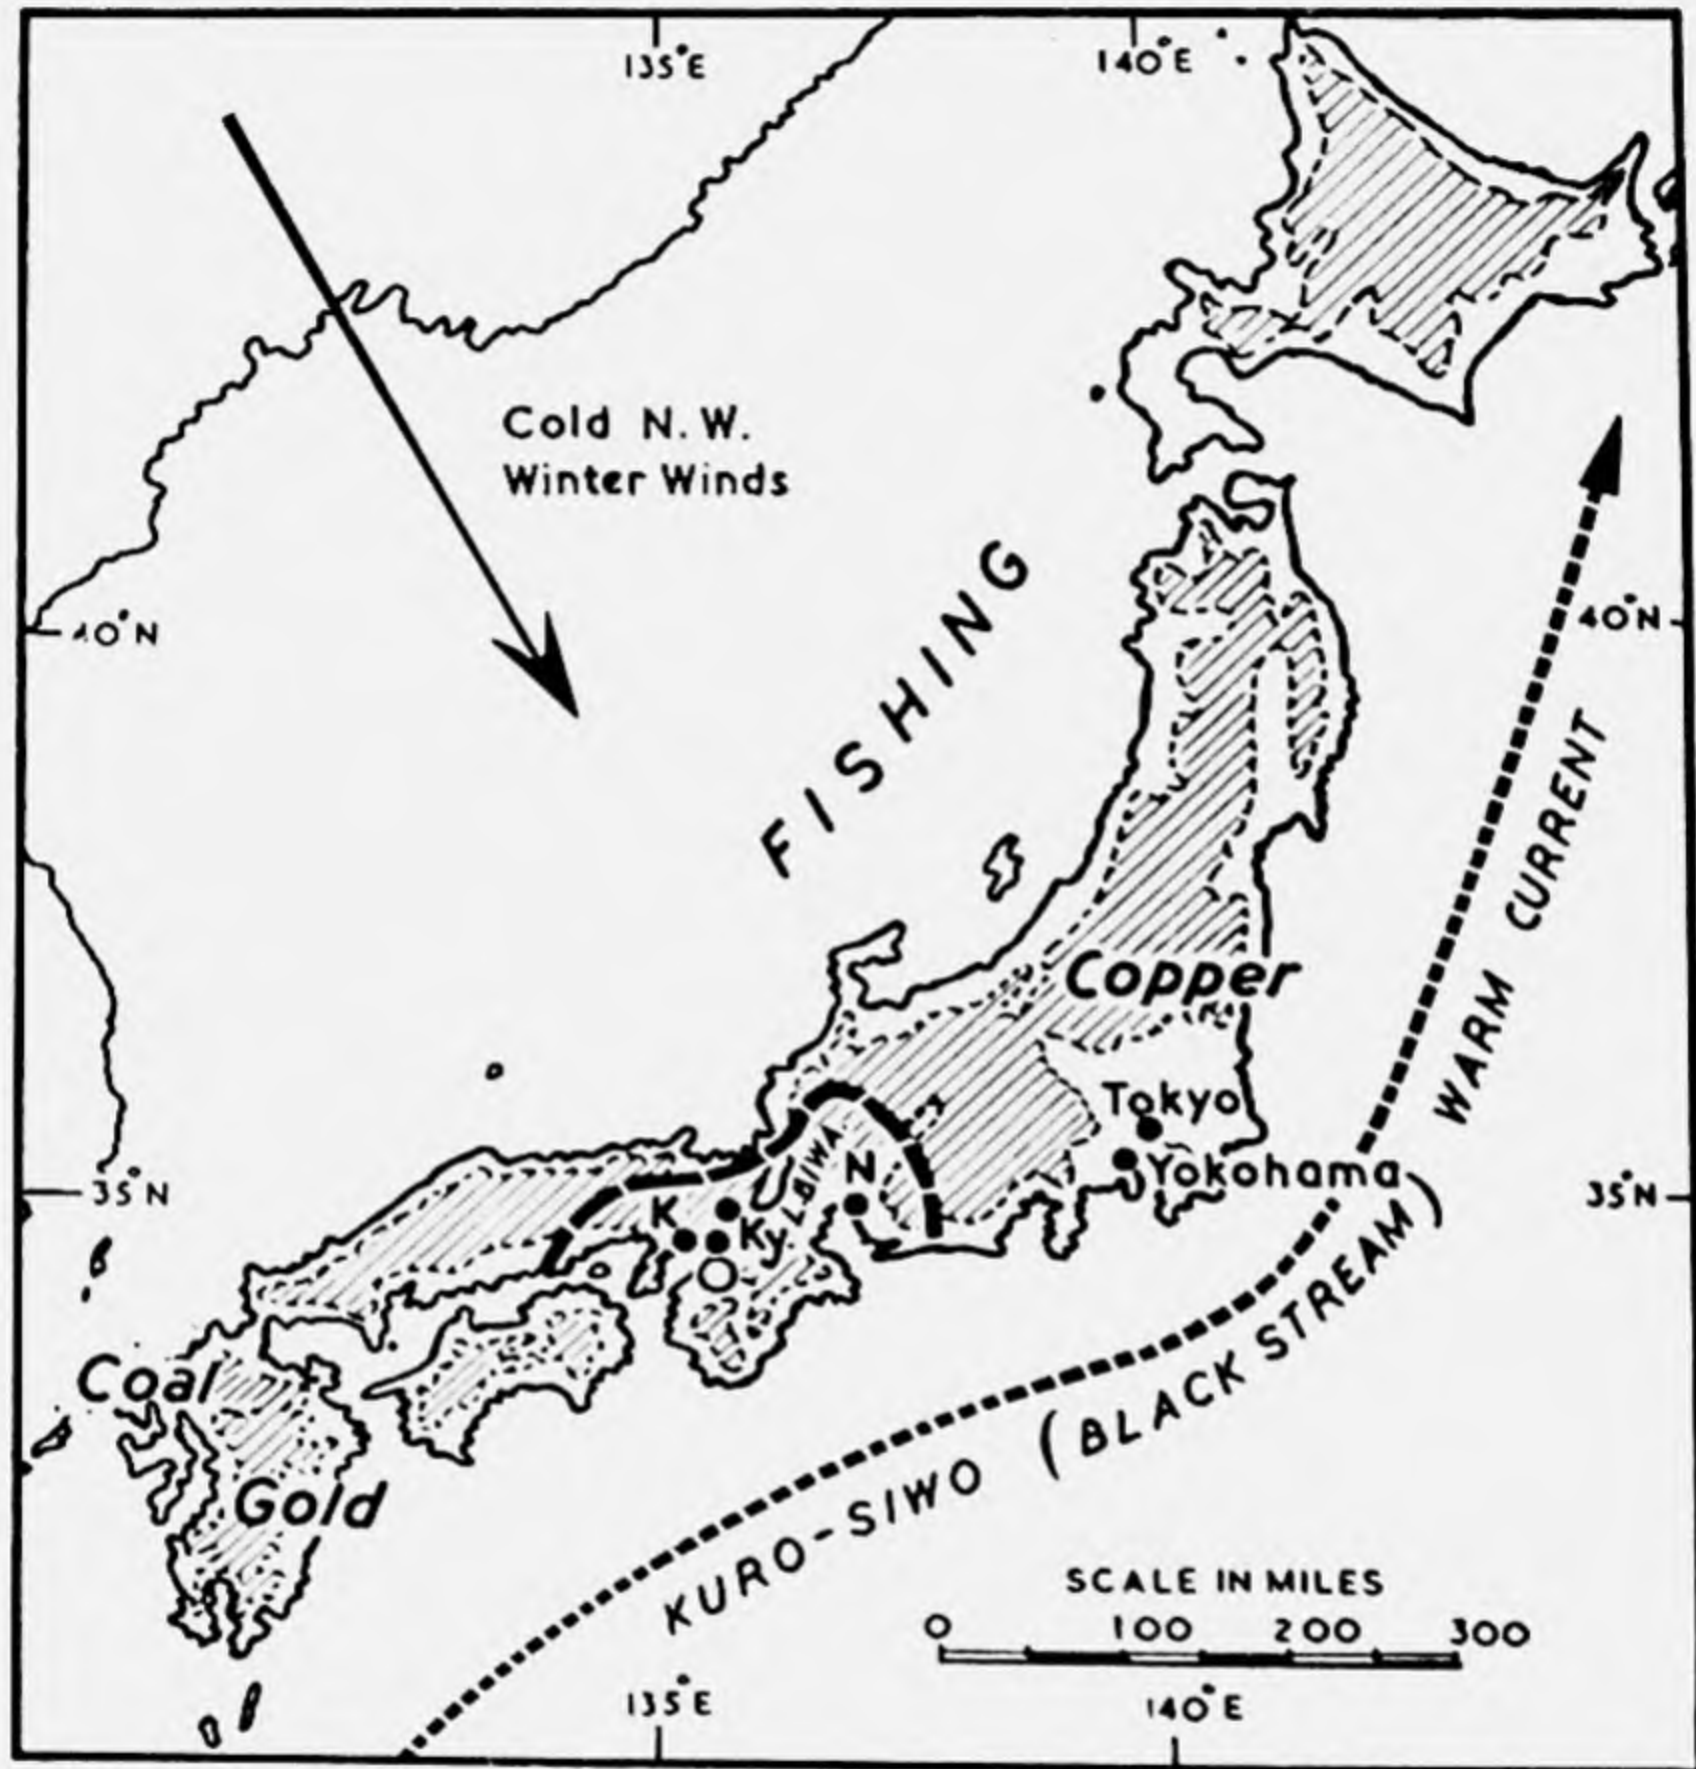 135°E
140°E
Cold N. W.
Winter Winds
FISHING
40°N
40°N
WARM CURRENT
Copper
Tokyo
Yokohama
L.BIWA
N
K
Ky.
O
35°N
35°N
Coal
Gold
KURO-SIWO (BLACK STREAM)
SCALE IN MILES
0 100 200 300
135°E
140°E